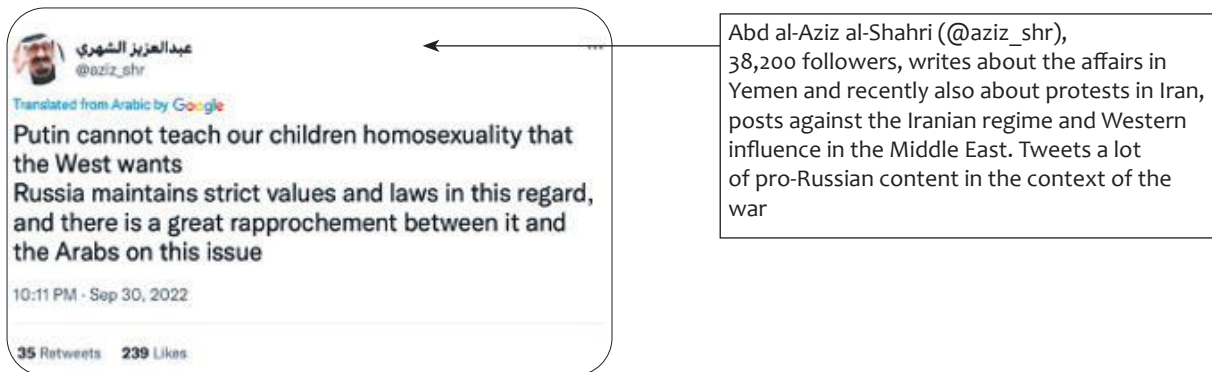 عبدالعزيز الشهري
@aziz_shr
Translated from Arabic by Google
Putin cannot teach our children homosexuality that
the West wants
Russia maintains strict values and laws in this regard,
and there is a great rapprochement between it and
the Arabs on this issue
10:11 PM · Sep 30, 2022
35 Retweets 239 Likes
Abd al-Aziz al-Shahri (@aziz_shr),
38,200 followers, writes about the affairs in
Yemen and recently also about protests in Iran,
posts against the Iranian regime and Western
influence in the Middle East. Tweets a lot
of pro-Russian content in the context of the
war